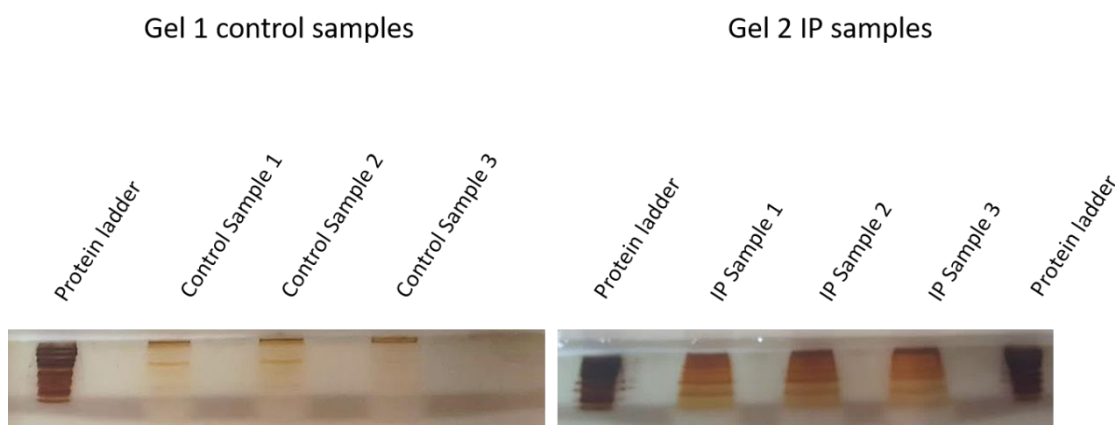 Gel 1 control samples
Gel 2 IP samples
Protein ladder
Control Sample 1
Control Sample 2
Control Sample 3
Protein ladder
IP Sample 1
IP Sample 2
IP Sample 3
Protein ladder